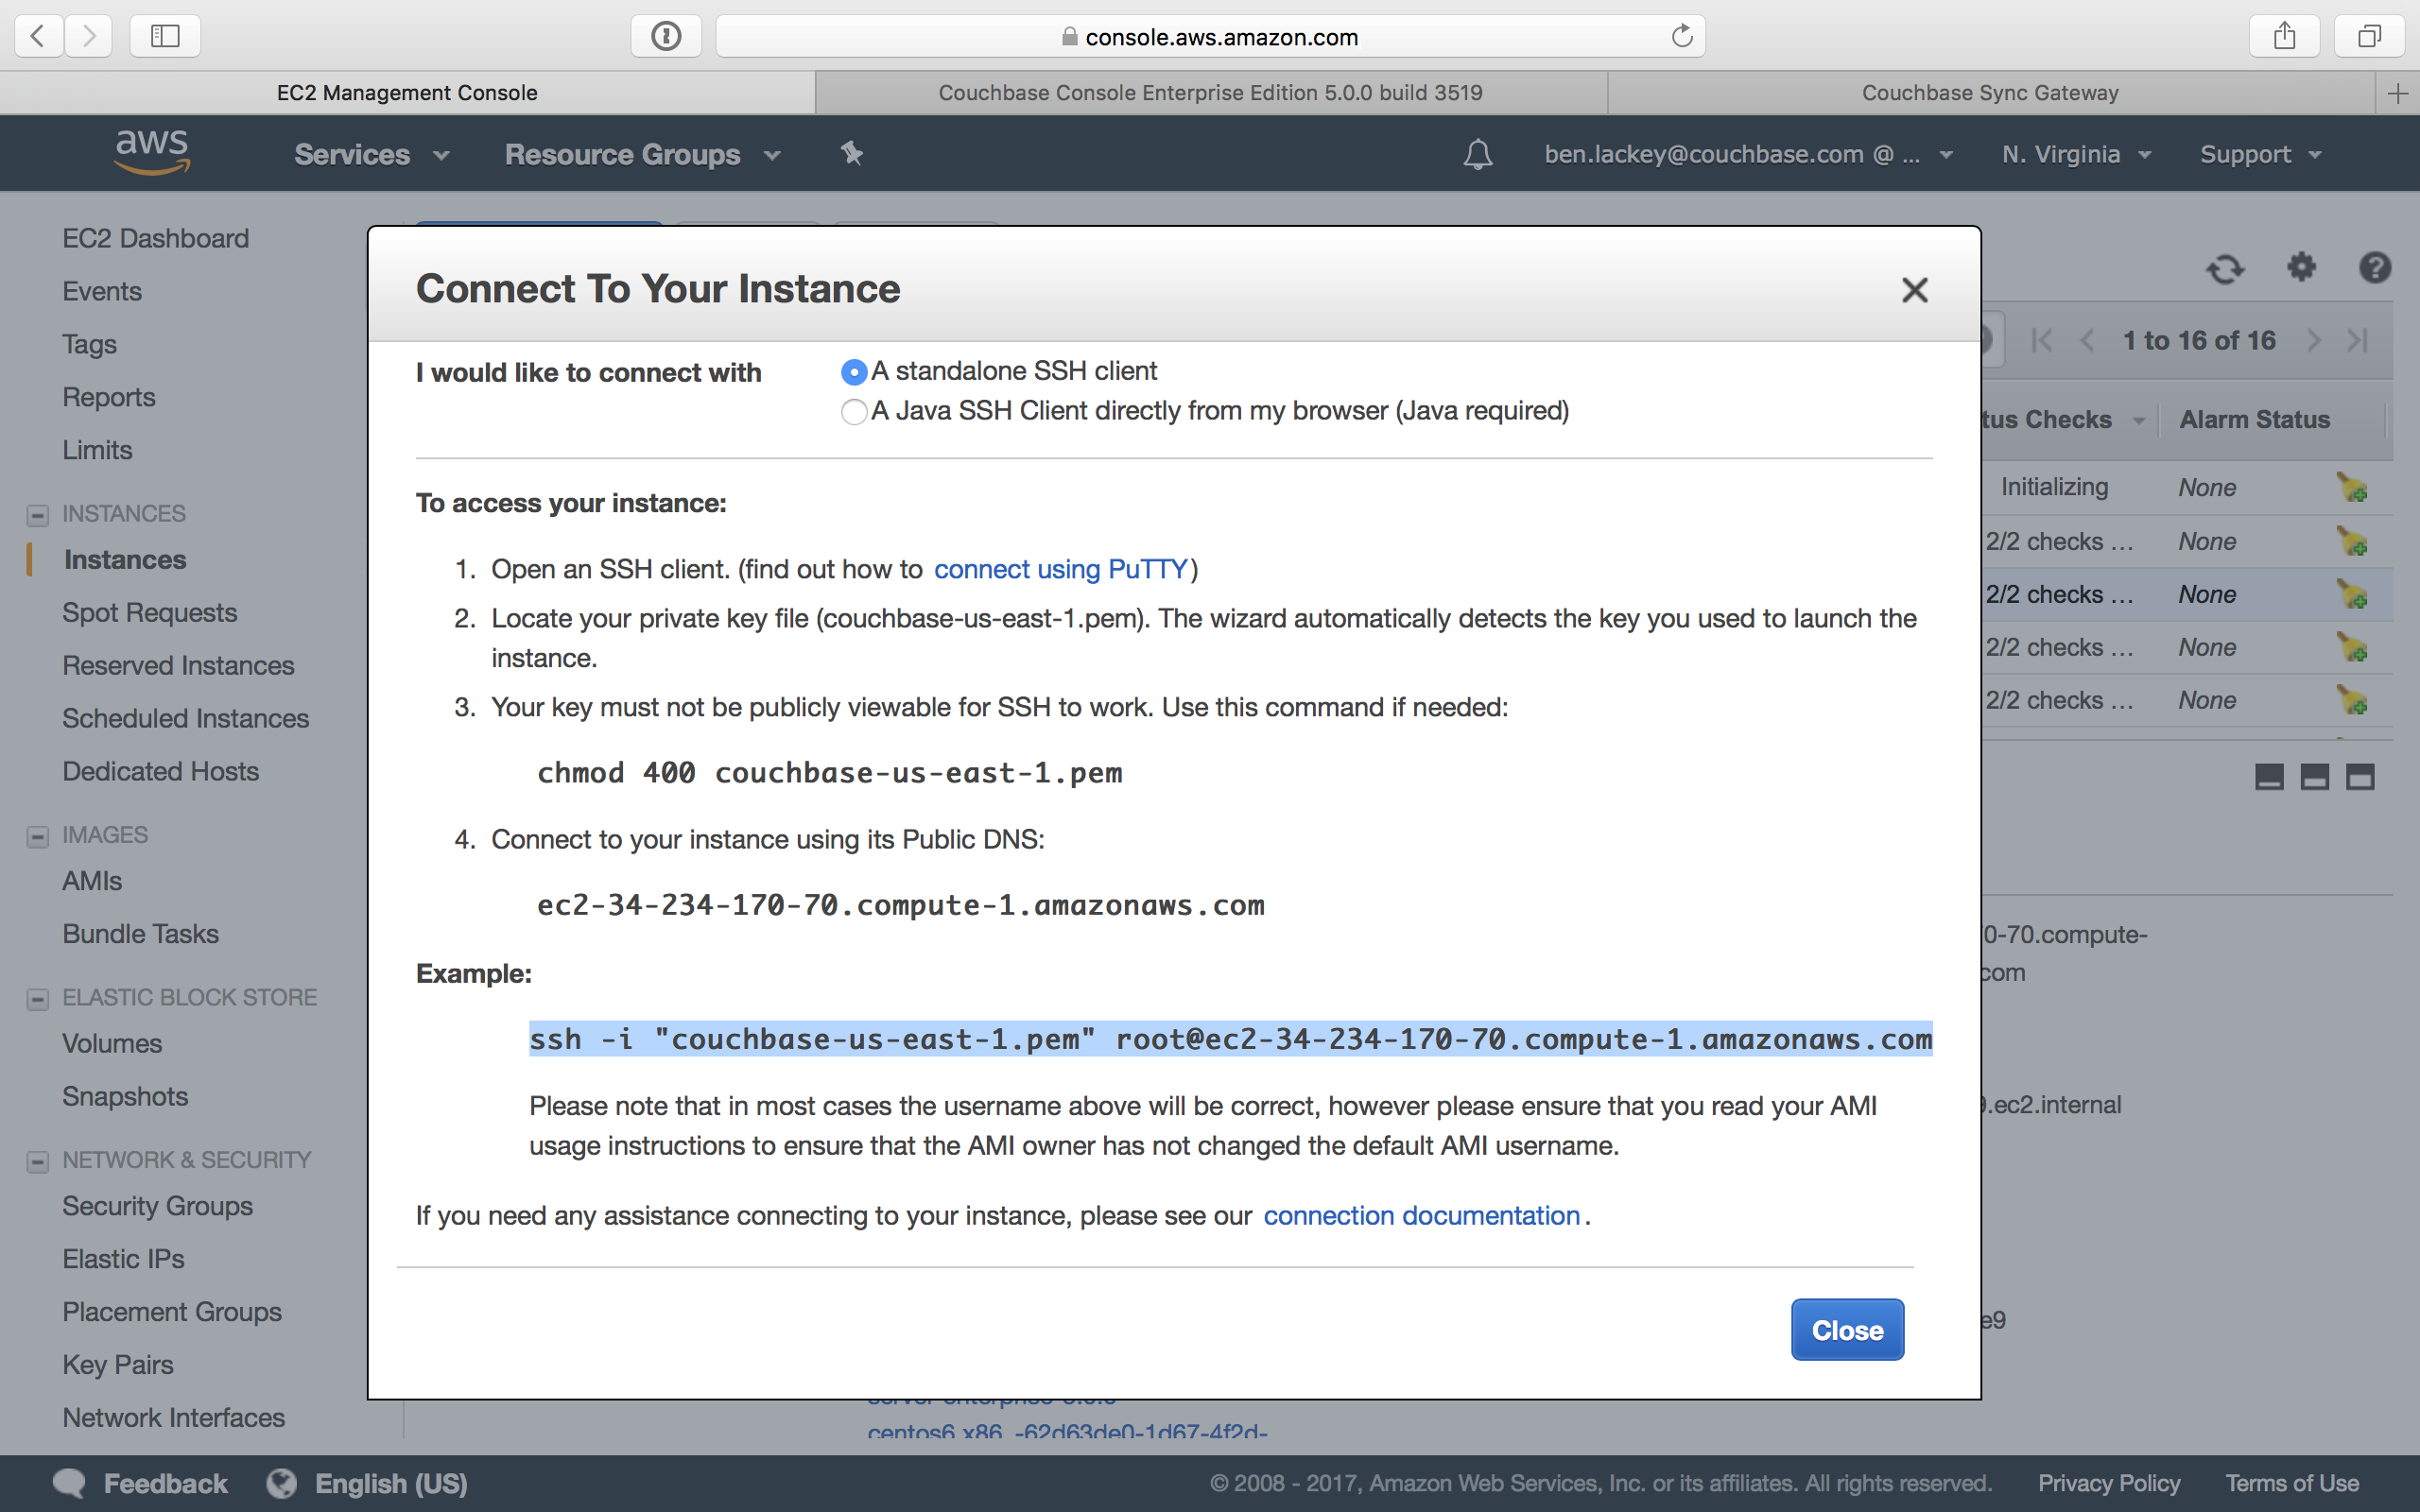 console.aws.amazon.com
EC2 Management Console
Couchbase Console Enterprise Edition 5.0.0 build 3519
Couchbase Sync Gateway
aws
Services
Resource Groups
ben.lackey@couchbase.com @ ...
N. Virginia
Support
EC2 Dashboard
Events
Tags
Reports
Limits
INSTANCES
Instances
Spot Requests
Reserved Instances
Scheduled Instances
Dedicated Hosts
IMAGES
AMIs
Bundle Tasks
ELASTIC BLOCK STORE
Volumes
Snapshots
NETWORK & SECURITY
Security Groups
Elastic IPs
Placement Groups
Key Pairs
Network Interfaces
Connect To Your Instance
I would like to connect with
A standalone SSH client
A Java SSH Client directly from my browser (Java required)
To access your instance:
1. Open an SSH client. (find out how to connect using PuTTY)
2. Locate your private key file (couchbase-us-east-1.pem). The wizard automatically detects the key you used to launch the
instance.
3. Your key must not be publicly viewable for SSH to work. Use this command if needed:
chmod 400 couchbase-us-east-1.pem
4. Connect to your instance using its Public DNS:
ec2-34-234-170-70.compute-1.amazonaws.com
Example:
ssh -i "couchbase-us-east-1.pem" root@ec2-34-234-170-70.compute-1.amazonaws.com
Please note that in most cases the username above will be correct, however please ensure that you read your AMI
usage instructions to ensure that the AMI owner has not changed the default AMI username.
If you need any assistance connecting to your instance, please see our connection documentation.
Close
1 to 16 of 16
tus Checks
Alarm Status
Initializing None
2/2 checks ... None
2/2 checks ... None
2/2 checks ... None
2/2 checks ... None
0-70.compute-
com
.ec2.internal
e9
centos6.x86_-62d63de0-1d67-4f2d-
Feedback
English (US)
© 2008 - 2017, Amazon Web Services, Inc. or its affiliates. All rights reserved.
Privacy Policy
Terms of Use